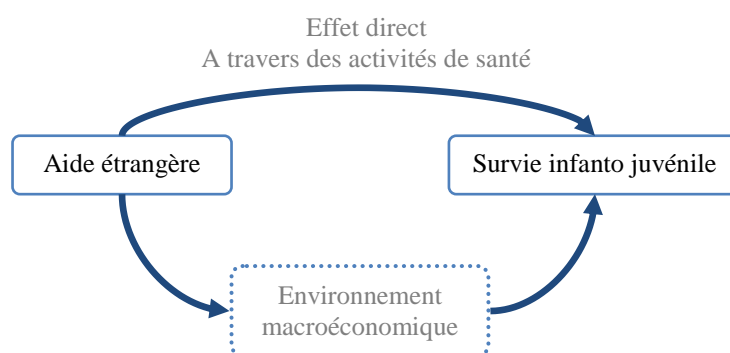 Effet direct
A travers des activités de santé
Aide étrangère
Survie infanto juvénile
Environnement
macroéconomique